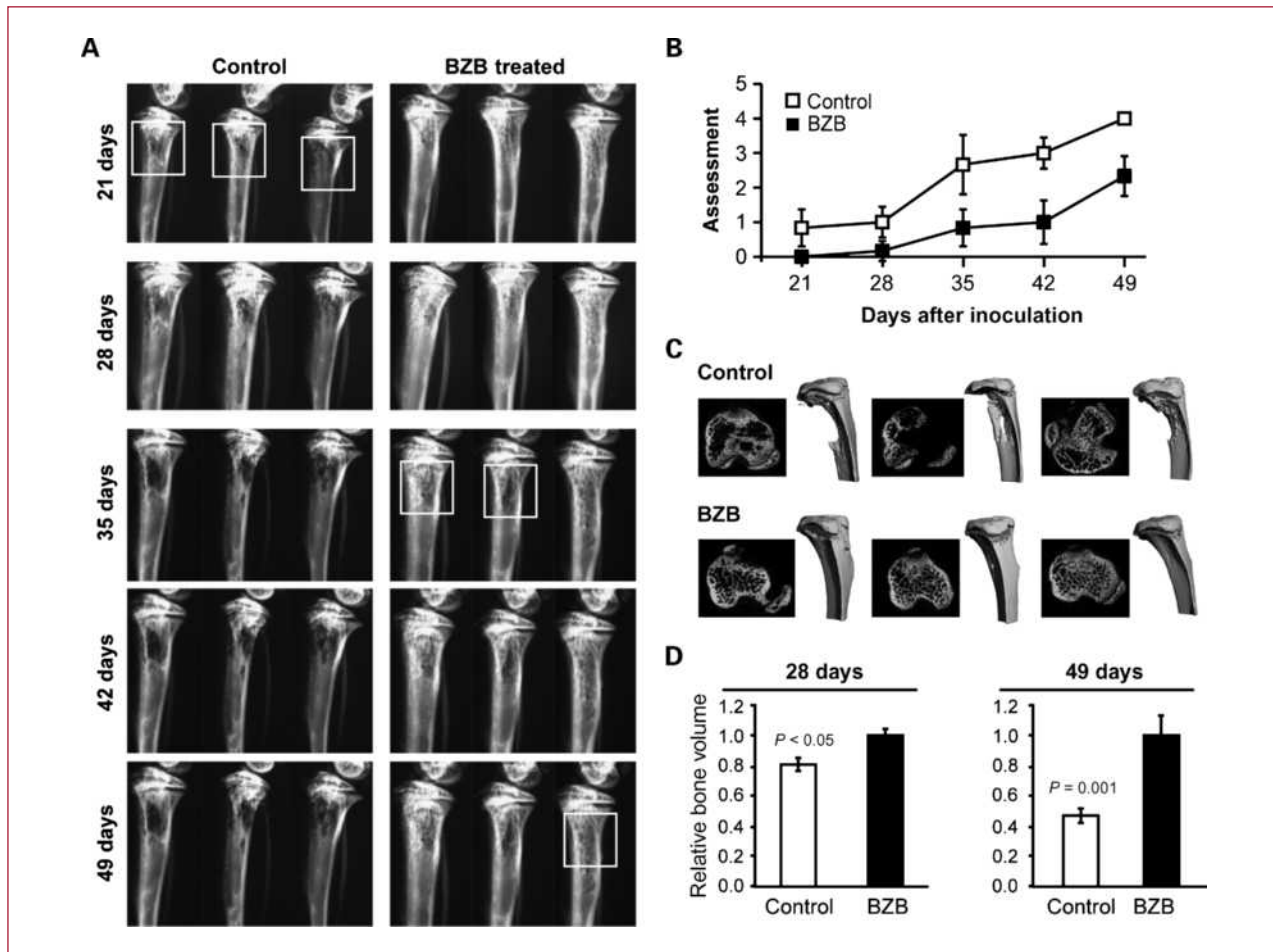 A
Control
BZB treated
21 days
28 days
35 days
42 days
49 days
B
Control
BZB
Assessment
5
4
3
2
1
0
21 28 35 42 49
Days after inoculation
C
Control
BZB
D
28 days
Relative bone volume
1.2
1.0
0.8
0.6
0.4
0.2
0.0
P < 0.05
Control BZB
49 days
1.2
1.0
0.8
0.6
0.4
0.2
0.0
P = 0.001
Control BZB